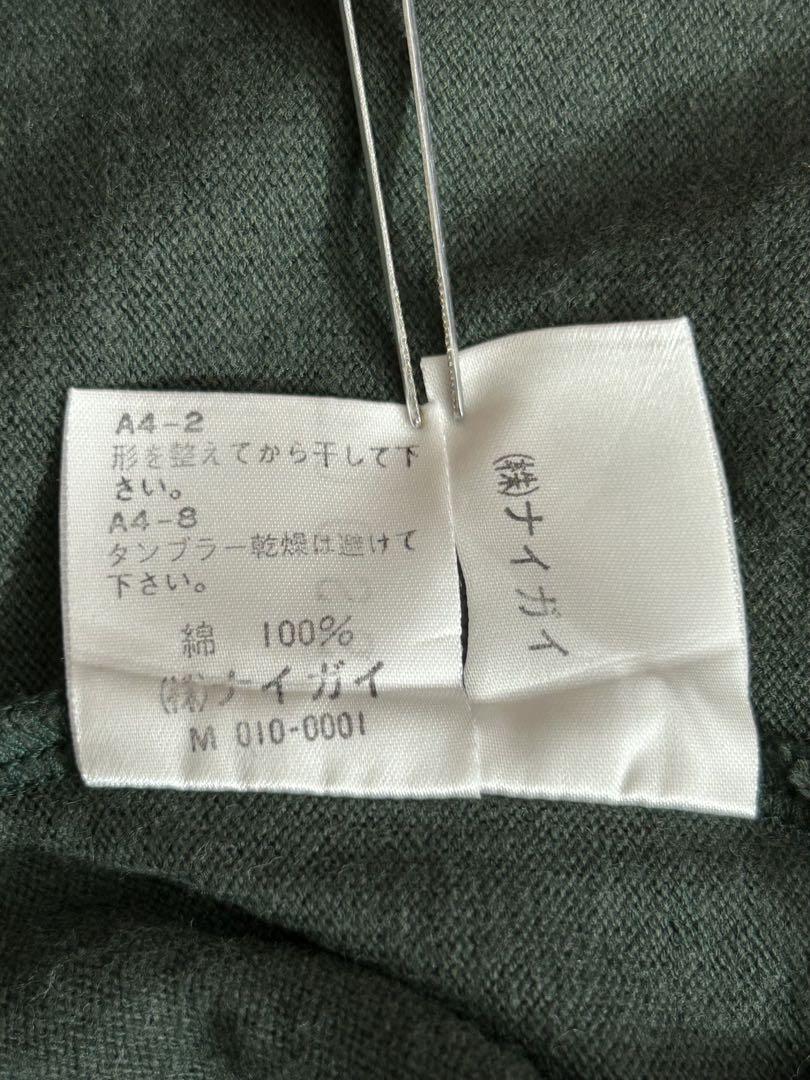 A4-2
形を整えてから干して下
さい。
A4-8
タンブラー乾燥は避けて
下さい。
綿 100%
(株)ナイガイ
M 010-0001
(株)ナイガイ